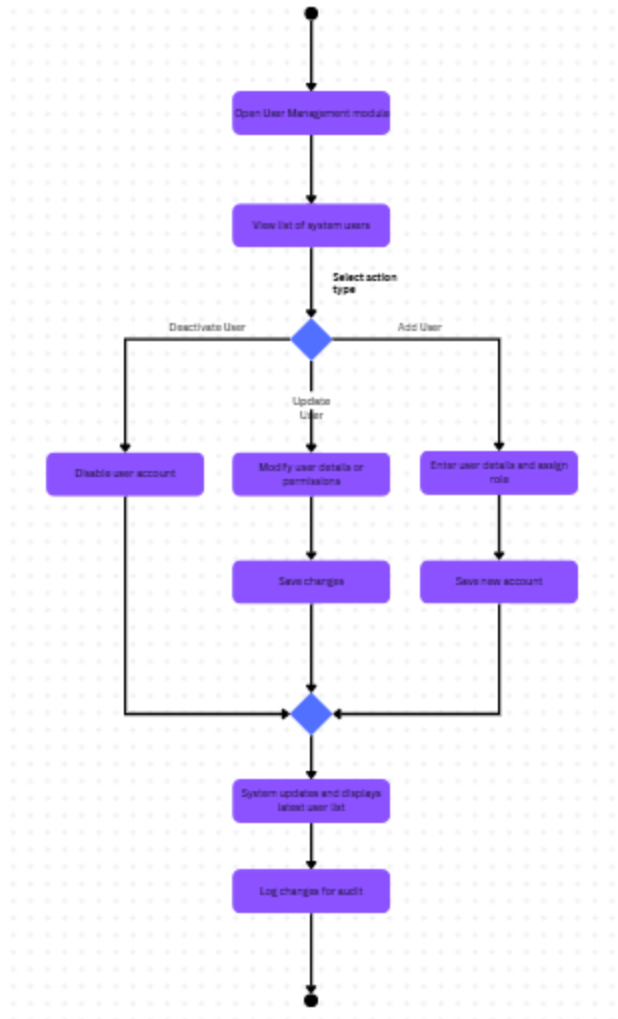 Open User Management module
View list of system users
Select action
type
Deactivate User
Add User
Update
User
Disable user account
Modify user details or
permissions
Enter user details and assign
role
Save changes
Save new account
System updates and displays
latest user list
Log changes for audit